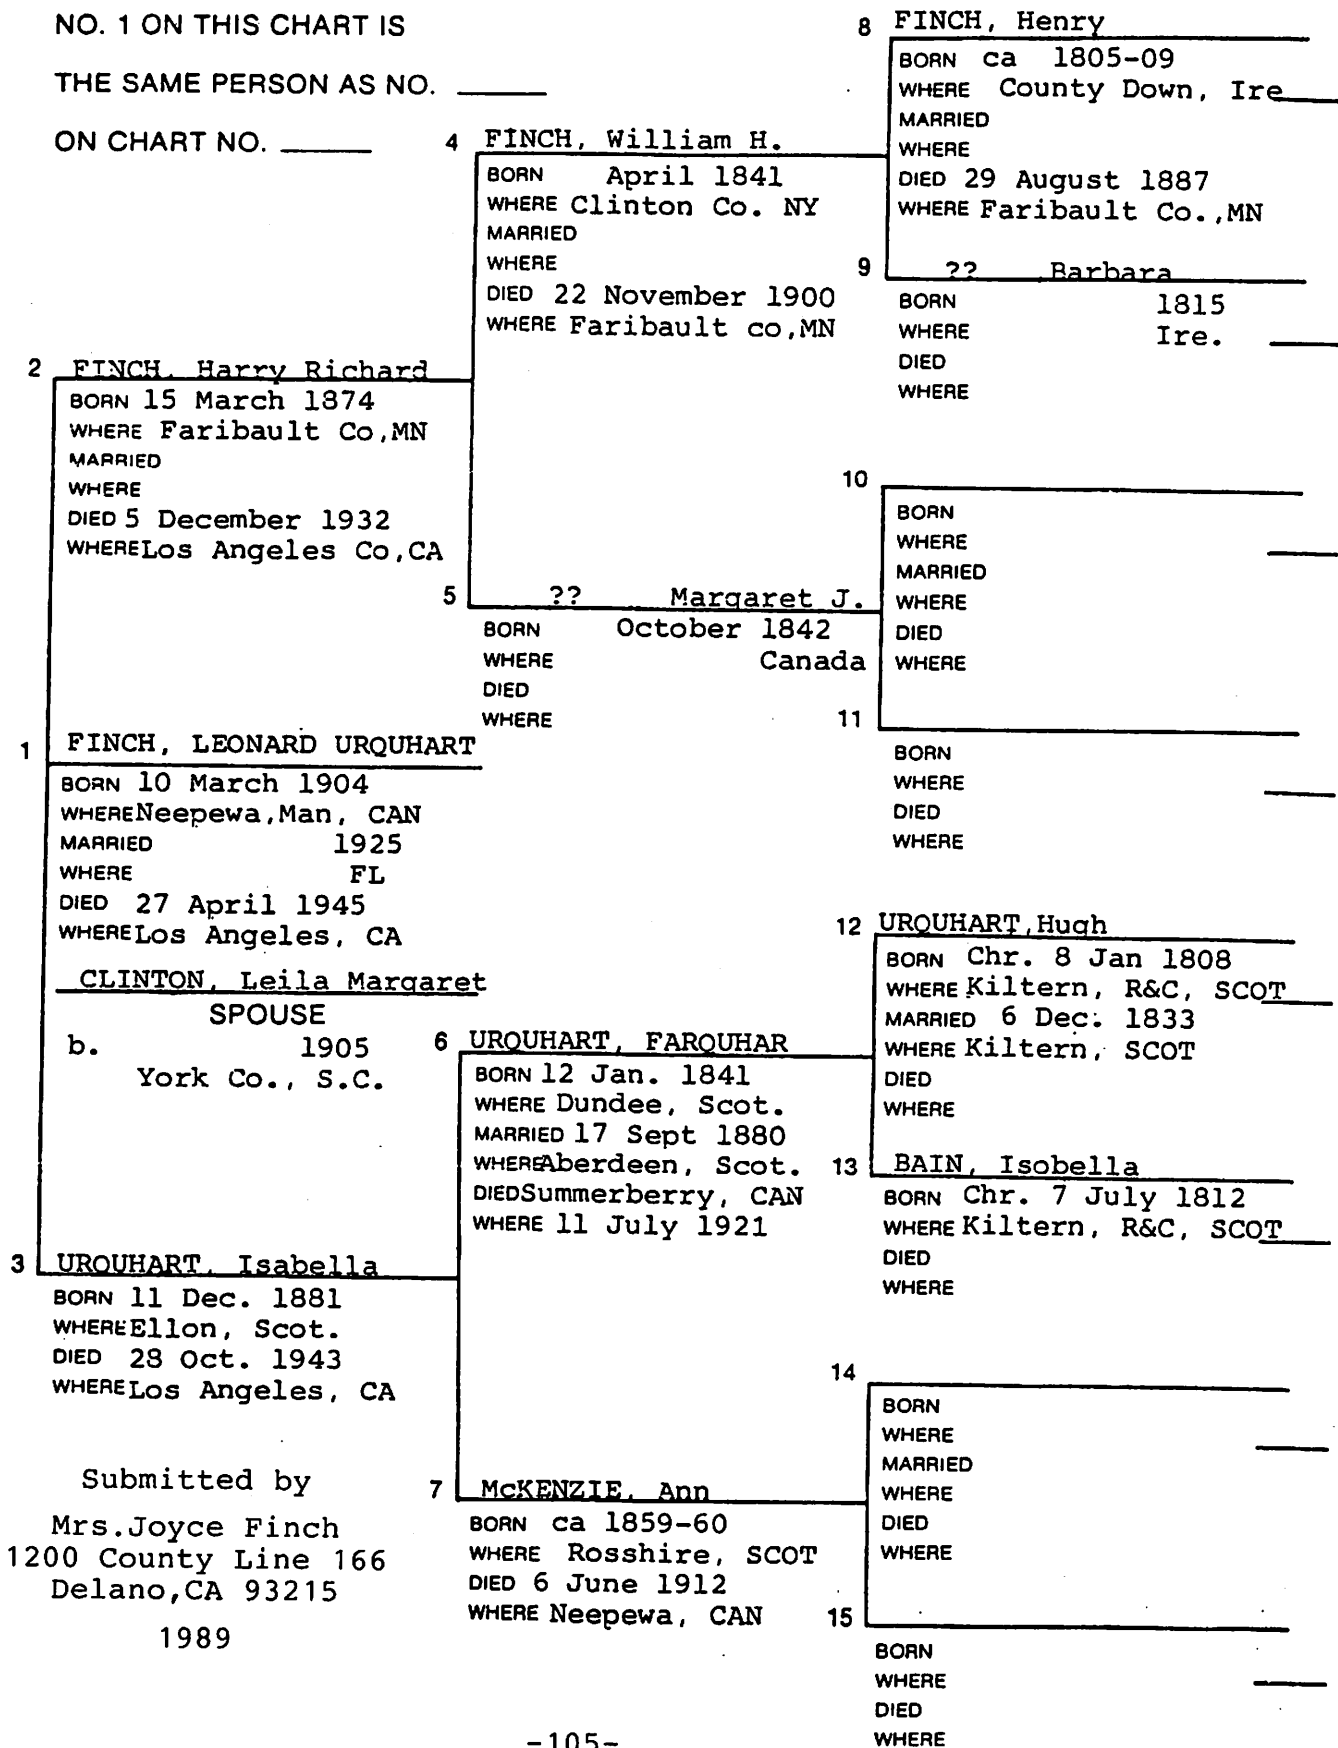 NO. 1 ON THIS CHART IS
THE SAME PERSON AS NO. ______
ON CHART NO. ______
8 FINCH, Henry
BORN ca 1805-09
WHERE County Down, Ire
MARRIED
WHERE
DIED 29 August 1887
WHERE Faribault Co.,MN
4 FINCH, William H.
BORN April 1841
WHERE Clinton Co. NY
MARRIED
WHERE
DIED 22 November 1900
WHERE Faribault co,MN
9 ?? Barbara
BORN 1815
WHERE Ire.
DIED
WHERE
2 FINCH, Harry Richard
BORN 15 March 1874
WHERE Faribault Co,MN
MARRIED
WHERE
DIED 5 December 1932
WHERE Los Angeles Co,CA
10
BORN
WHERE
MARRIED
WHERE
DIED
WHERE
5 ?? Margaret J.
BORN October 1842
WHERE Canada
DIED
WHERE
11
BORN
WHERE
DIED
WHERE
1 FINCH, LEONARD URQUHART
BORN 10 March 1904
WHERE Neepewa,Man, CAN
MARRIED 1925
WHERE FL
DIED 27 April 1945
WHERE Los Angeles, CA
CLINTON, Leila Margaret
SPOUSE
b. 1905
York Co., S.C.
12 URQUHART,Hugh
BORN Chr. 8 Jan 1808
WHERE Kiltern, R&C, SCOT
MARRIED 6 Dec. 1833
WHERE Kiltern, SCOT
DIED
WHERE
6 URQUHART, FARQUHAR
BORN 12 Jan. 1841
WHERE Dundee, Scot.
MARRIED 17 Sept 1880
WHERE Aberdeen, Scot.
DIED Summerberry, CAN
WHERE 11 July 1921
13 BAIN, Isobella
BORN Chr. 7 July 1812
WHERE Kiltern, R&C, SCOT
DIED
WHERE
3 URQUHART, Isabella
BORN 11 Dec. 1881
WHERE Ellon, Scot.
DIED 28 Oct. 1943
WHERE Los Angeles, CA
14
BORN
WHERE
MARRIED
WHERE
DIED
WHERE
7 McKENZIE, Ann
BORN ca 1859-60
WHERE Rosshire, SCOT
DIED 6 June 1912
WHERE Neepewa, CAN
15
BORN
WHERE
DIED
WHERE
Submitted by
Mrs.Joyce Finch
1200 County Line 166
Delano,CA 93215
1989
-105-